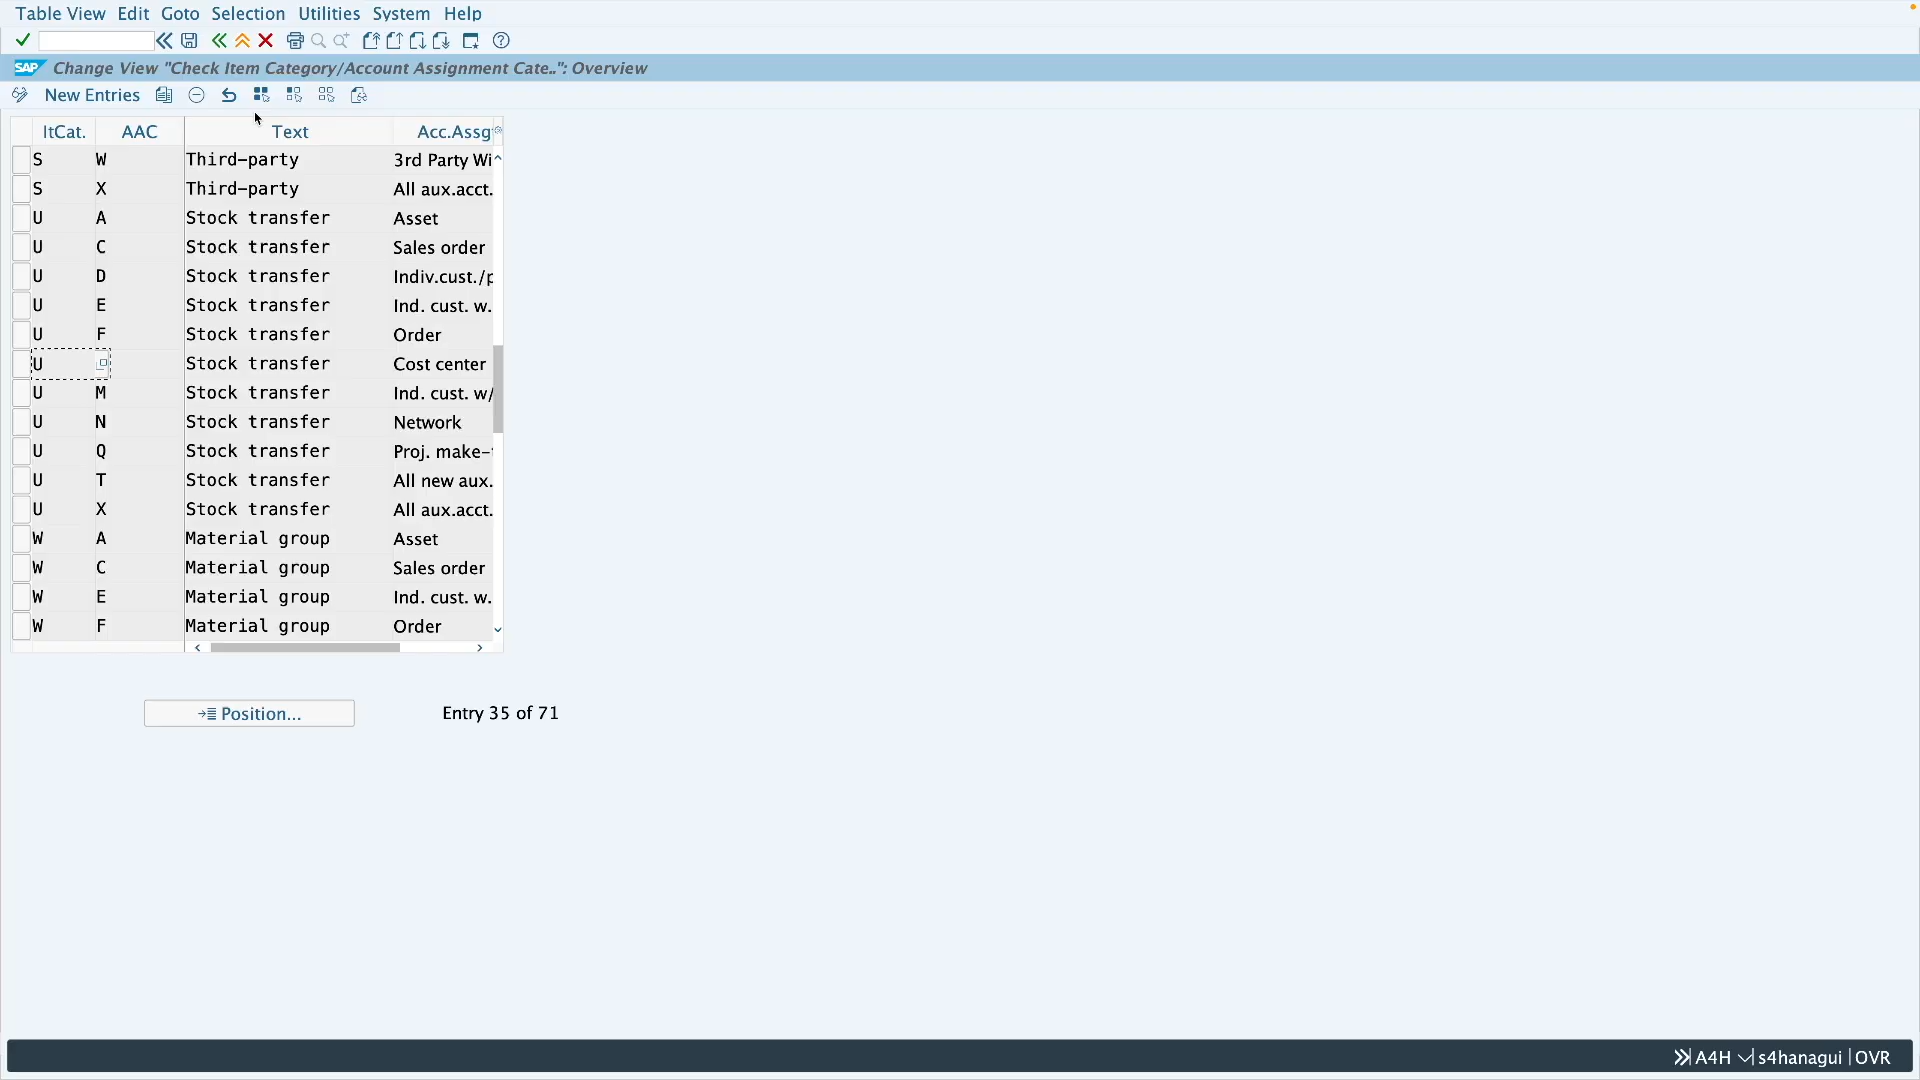 Table View Edit Goto Selection Utilities System Help
SAP Change View "Check Item Category/Account Assignment Cate..": Overview
New Entries
ItCat. AAC Text Acc.Assg
S W Third-party 3rd Party Wi
S X Third-party All aux.acct.
U A Stock transfer Asset
U C Stock transfer Sales order
U D Stock transfer Indiv.cust./p
U E Stock transfer Ind. cust. w.
U F Stock transfer Order
U Stock transfer Cost center
U M Stock transfer Ind. cust. w/
U N Stock transfer Network
U Q Stock transfer Proj. make-
U T Stock transfer All new aux.
U X Stock transfer All aux.acct.
W A Material group Asset
W C Material group Sales order
W E Material group Ind. cust. w.
W F Material group Order
Position... Entry 35 of 71
A4H s4hanagui OVR